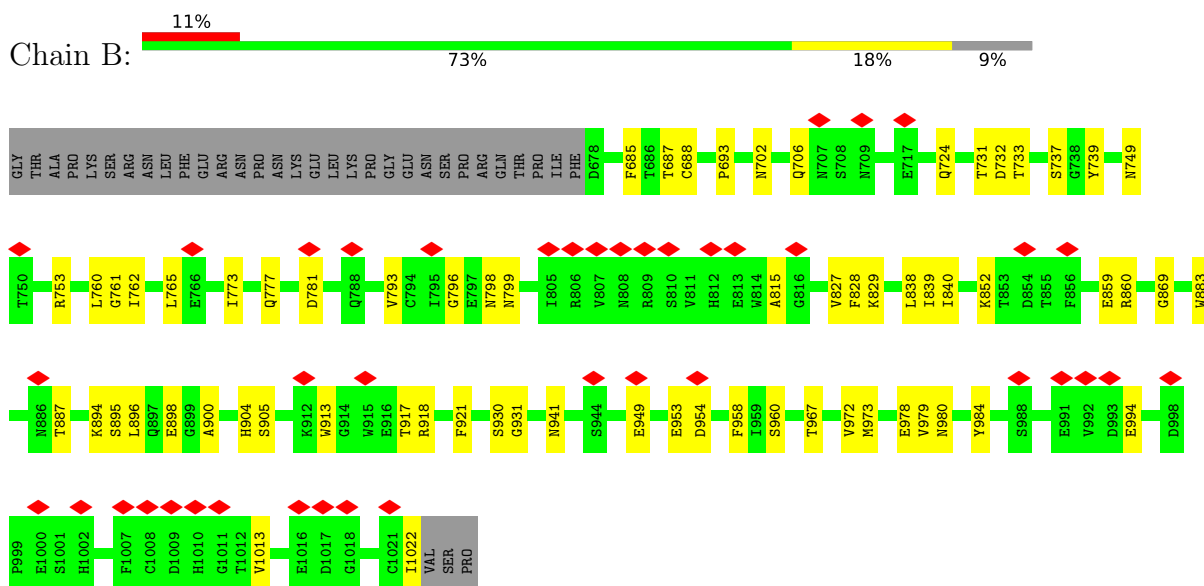 11%
Chain B:
73% 18% 9%
GLY THR ALA PRO LYS SER ARG ASN LEU PHE GLU ARG ASN PRO ASN LYS GLU LEU LEU LYS PRO GLY GLU ASN SER PRO ARG GLN THR PRO ILE PHE D678 F685 T686 T687 C688 P693 N702 Q706 N707 S708 N709 E717 Q724 T731 D732 T733 S737 G738 Y739 N749
T750 R753 L760 G761 I762 L765 E766 I773 Q777 D781 Q788 V793 C794 I795 G796 E797 N798 N799 I805 R806 V807 N808 R809 S810 V811 H812 E813 W814 A815 G816 V827 F828 K829 L838 I839 I840 K852 T853 D854 T855 F856 E859 R860 G869 W883
N886 T887 K894 S895 L896 Q897 E898 G899 A900 H904 S905 K912 W913 G914 W915 E916 T917 R918 F921 S930 G931 N941 S944 E949 E953 D954 F958 I959 S960 T967 V972 M973 E978 V979 N980 Y984 S988 E991 V992 D993 E994 D998
P999 E1000 S1001 H1002 F1007 C1008 D1009 H1010 G1011 T1012 V1013 E1016 D1017 G1018 C1021 I1022 VAL SER PRO